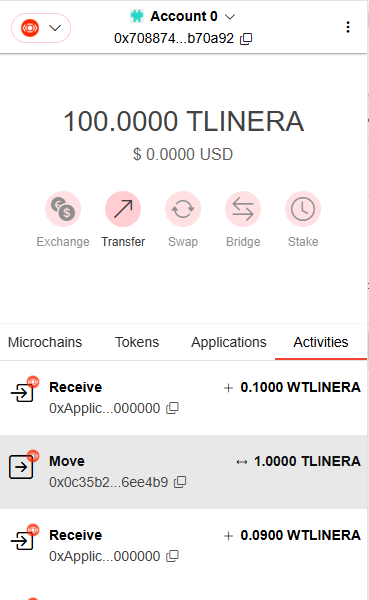 Account 0
0x708874...b70a92
100.0000 TLINERA
$ 0.0000 USD
Exchange Transfer Swap Bridge Stake
Microchains Tokens Applications Activities
Receive + 0.1000 WTLINERA
0xApplic...000000
Move ↔ 1.0000 TLINERA
0x0c35b2...6ee4b9
Receive + 0.0900 WTLINERA
0xApplic...000000